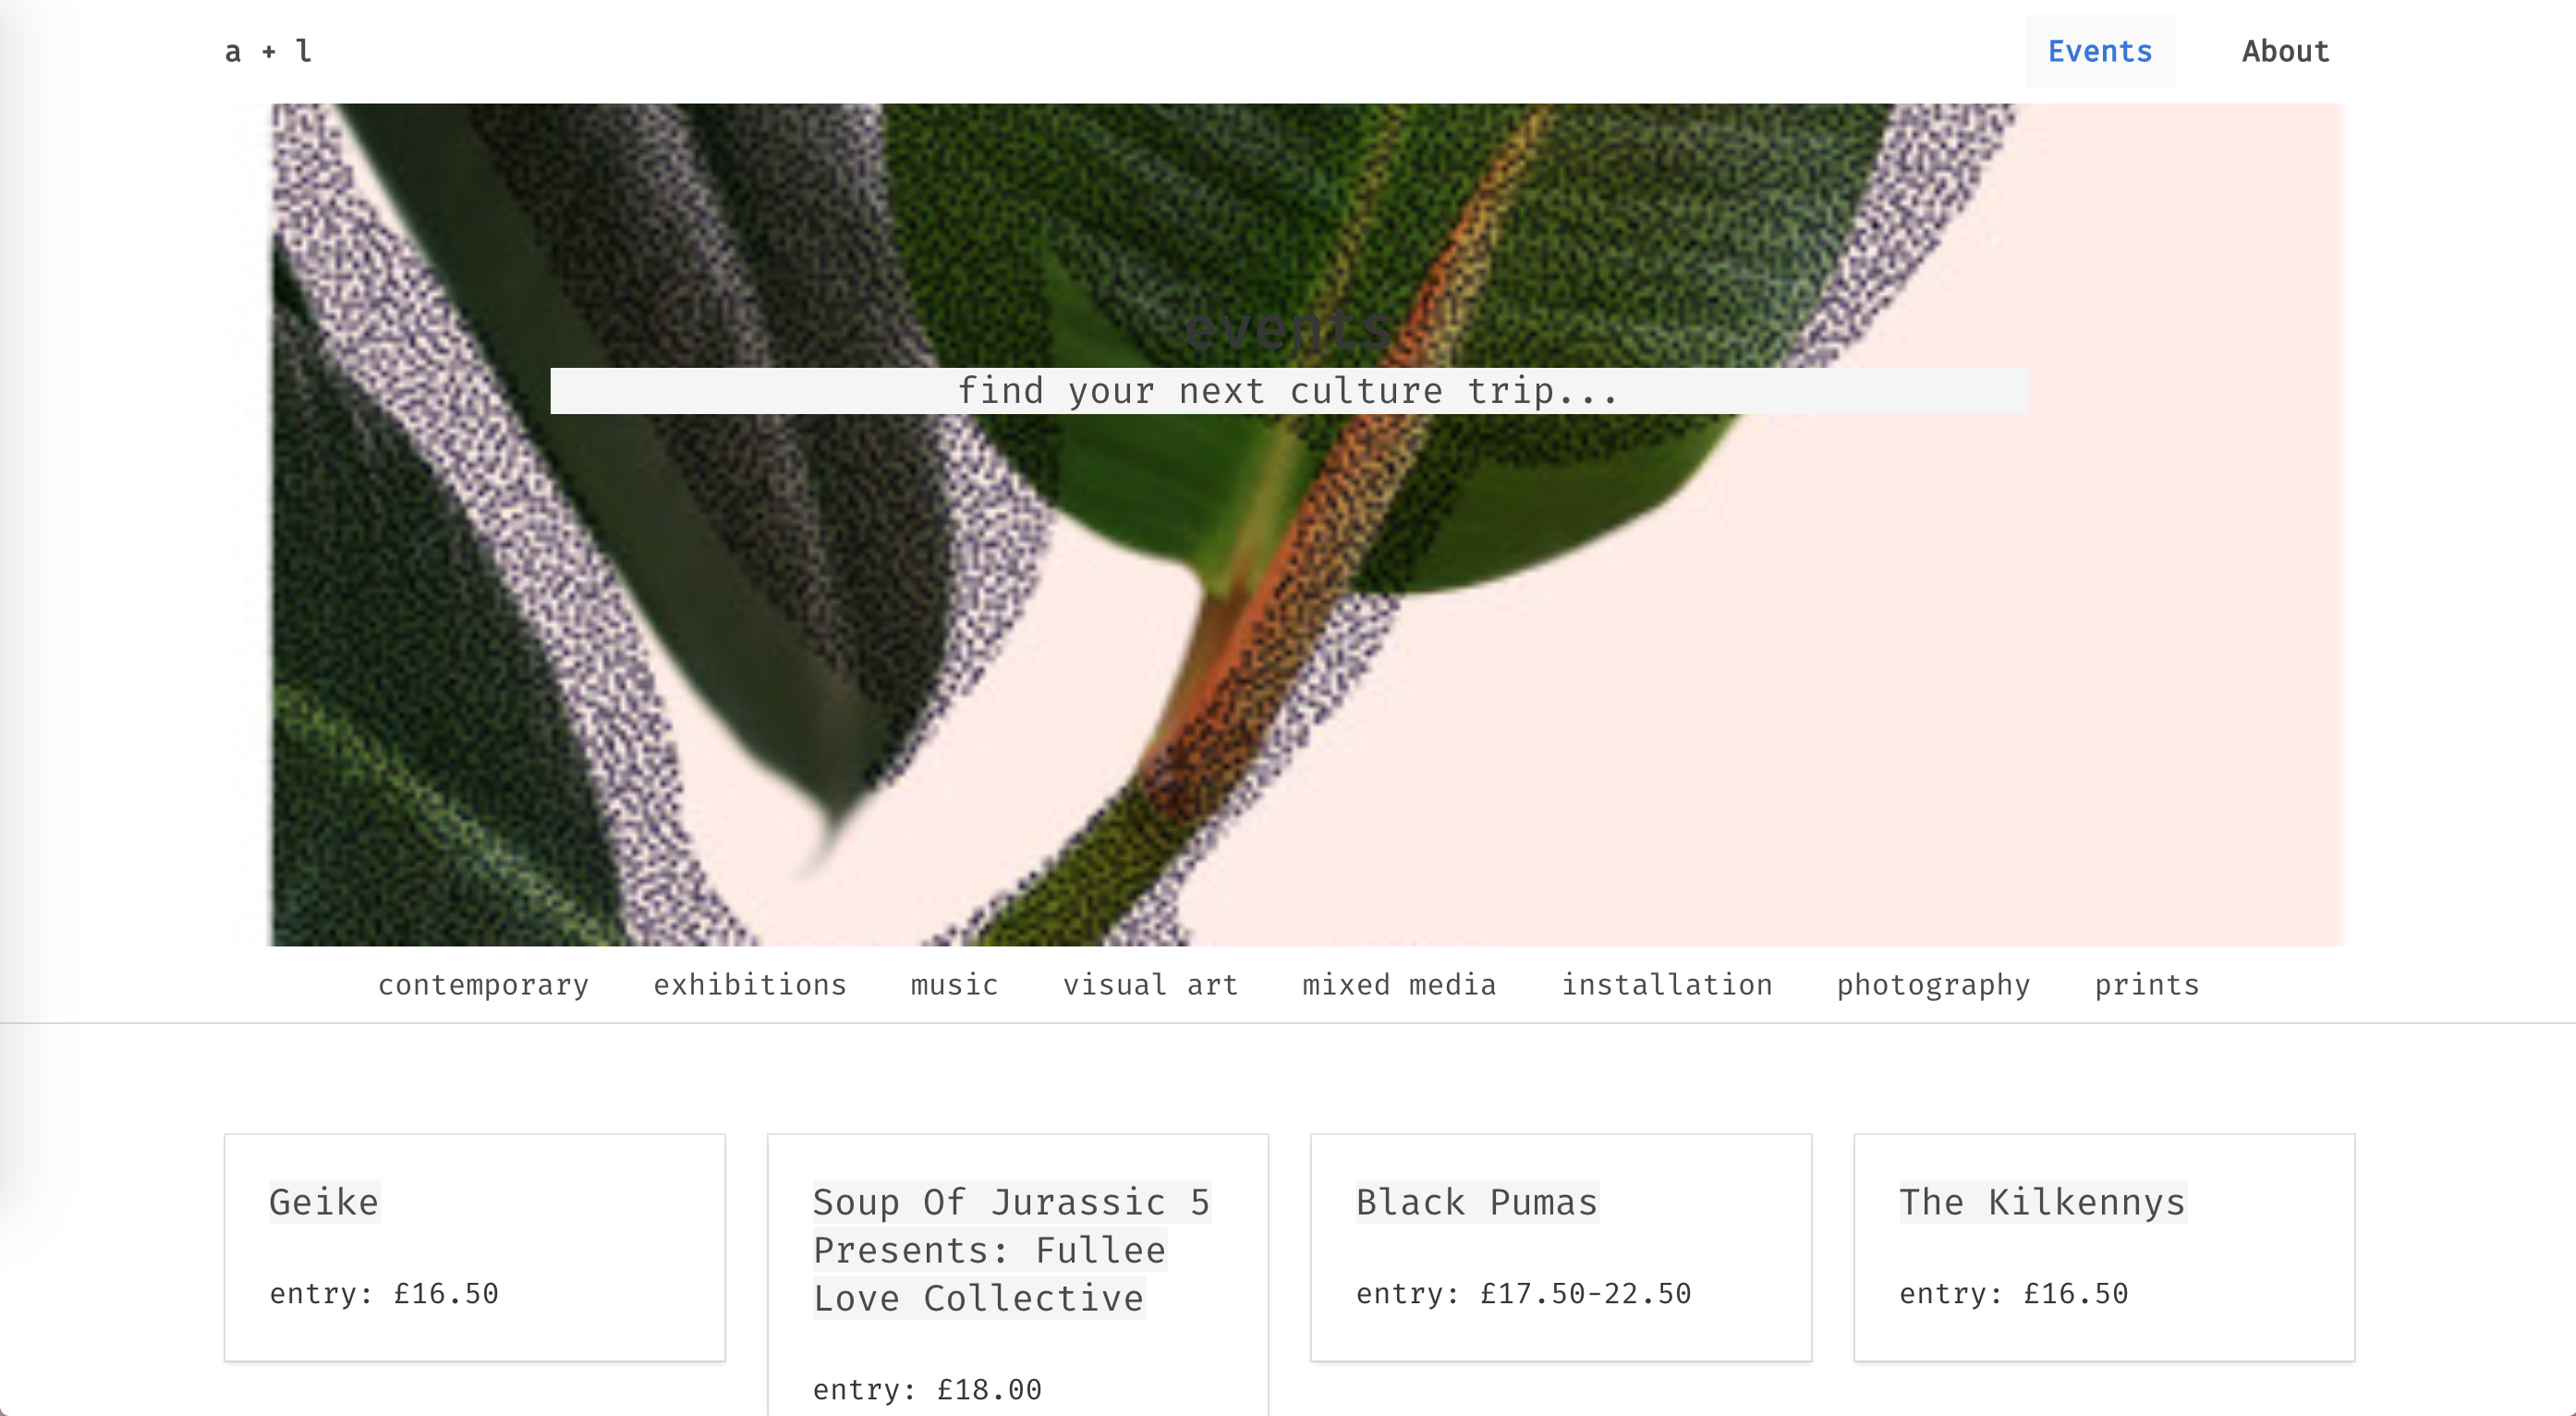 a + l
Events About
events
find your next culture trip...
contemporary exhibitions music visual art mixed media installation photography prints
Geike
entry: £16.50
Soup Of Jurassic 5
Presents: Fullee
Love Collective
entry: £18.00
Black Pumas
entry: £17.50-22.50
The Kilkennys
entry: £16.50